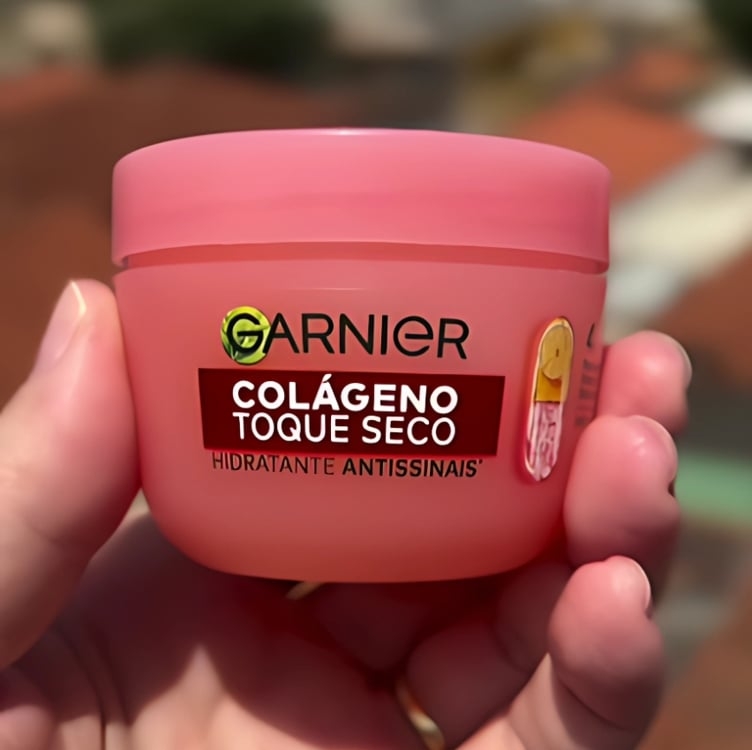 GARNIER
COLÁGENO
TOQUE SECO
HIDRATANTE ANTISSINAIS*